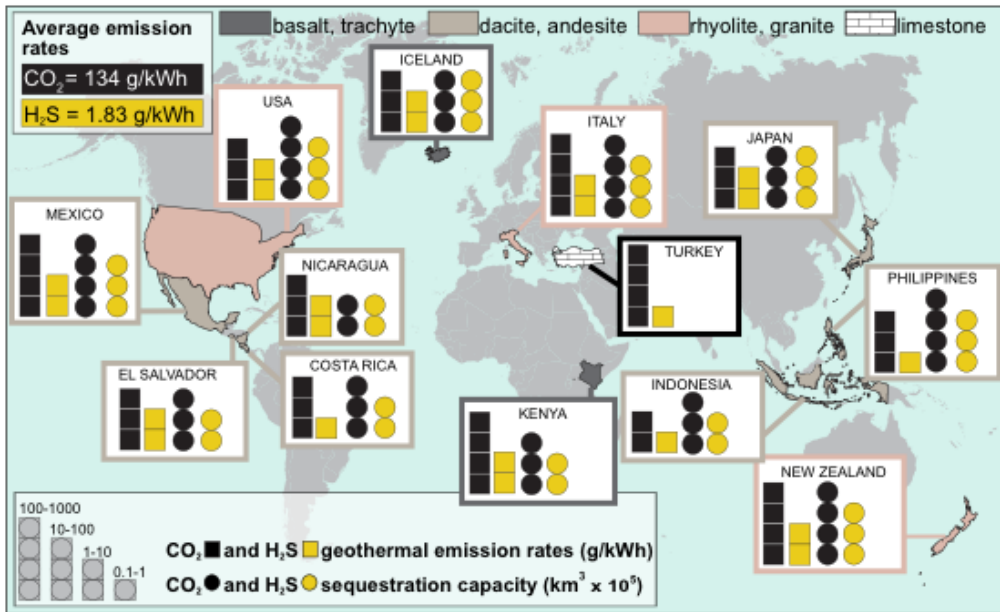 Average emission
rates
CO₂= 134 g/kWh
H₂S = 1.83 g/kWh
basalt, trachyte
dacite, andesite
rhyolite, granite
limestone
ICELAND
USA
ITALY
JAPAN
MEXICO
NICARAGUA
TURKEY
PHILIPPINES
EL SALVADOR
COSTA RICA
KENYA
INDONESIA
NEW ZEALAND
100-1000
10-100
1-10
0.1-1
CO₂ and H₂S geothermal emission rates (g/kWh)
CO₂ and H₂S sequestration capacity (km³ x 10⁵)